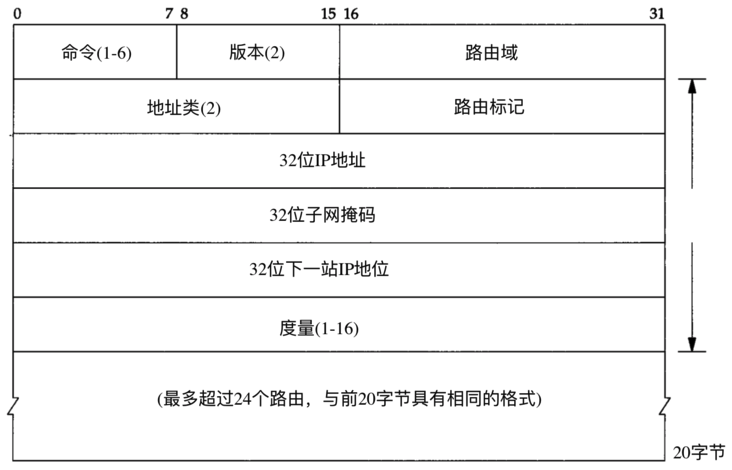 0 7 8 15 16 31
命令(1-6) 版本(2) 路由域
地址类(2) 路由标记
32位IP地址
32位子网掩码
32位下一站IP地位
度量(1-16)
(最多超过24个路由，与前20字节具有相同的格式)
20字节